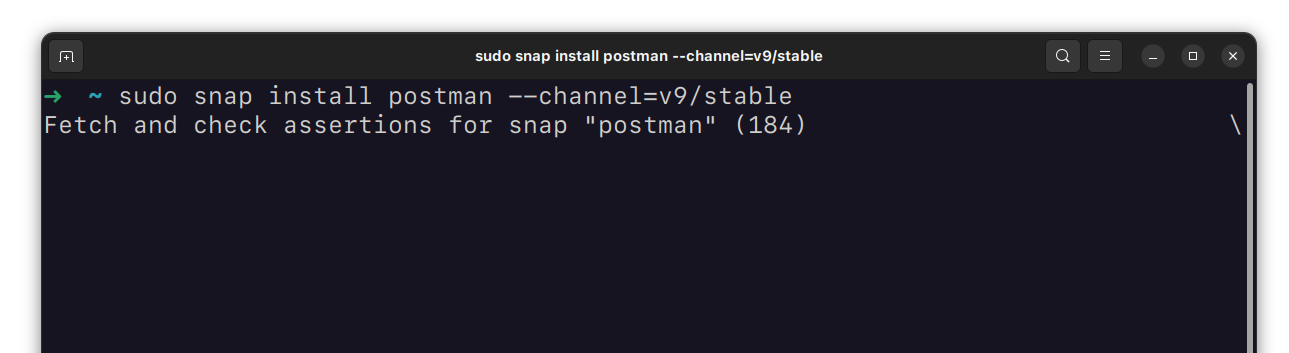 sudo snap install postman --channel=v9/stable
➜ ~ sudo snap install postman --channel=v9/stable
Fetch and check assertions for snap "postman" (184) \